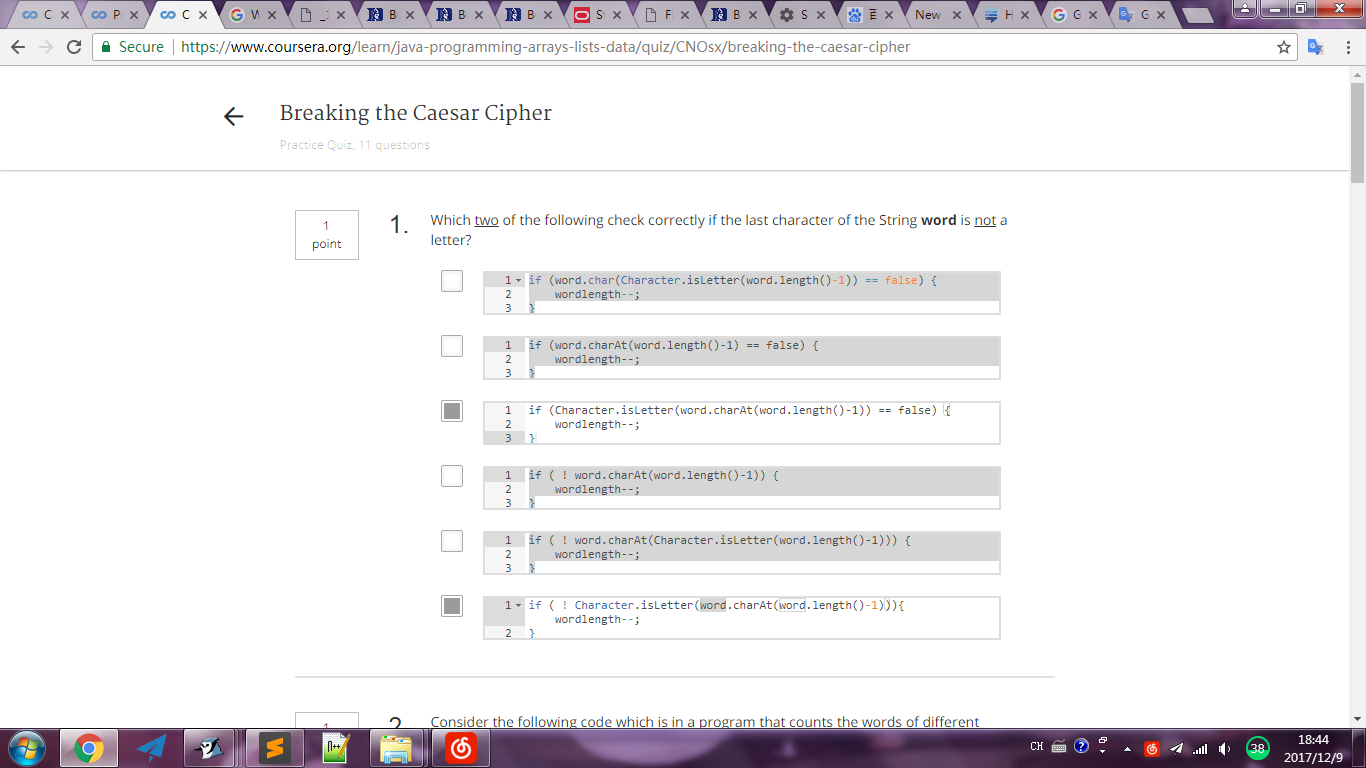 C
P
C
W
_1
B
B
B
S
F
B
S
E
New
H
G
G
Secure
https://www.coursera.org/learn/java-programming-arrays-lists-data/quiz/CNOsx/breaking-the-caesar-cipher
Breaking the Caesar Cipher
Practice Quiz, 11 questions
1
point
1.
Which two of the following check correctly if the last character of the String word is not a
letter?
1 if (word.char(Character.isLetter(word.length()-1)) == false) {
2 wordlength--;
3 }
1 if (word.charAt(word.length()-1) == false) {
2 wordlength--;
3 }
1 if (Character.isLetter(word.charAt(word.length()-1)) == false) {
2 wordlength--;
3 }
1 if ( ! word.charAt(word.length()-1)) {
2 wordlength--;
3 }
1 if ( ! word.charAt(Character.isLetter(word.length()-1))) {
2 wordlength--;
3 }
1 if ( ! Character.isLetter(word.charAt(word.length()-1))){
wordlength--;
2 }
1
2.
Consider the following code which is in a program that counts the words of different
CH
38
18:44
2017/12/9